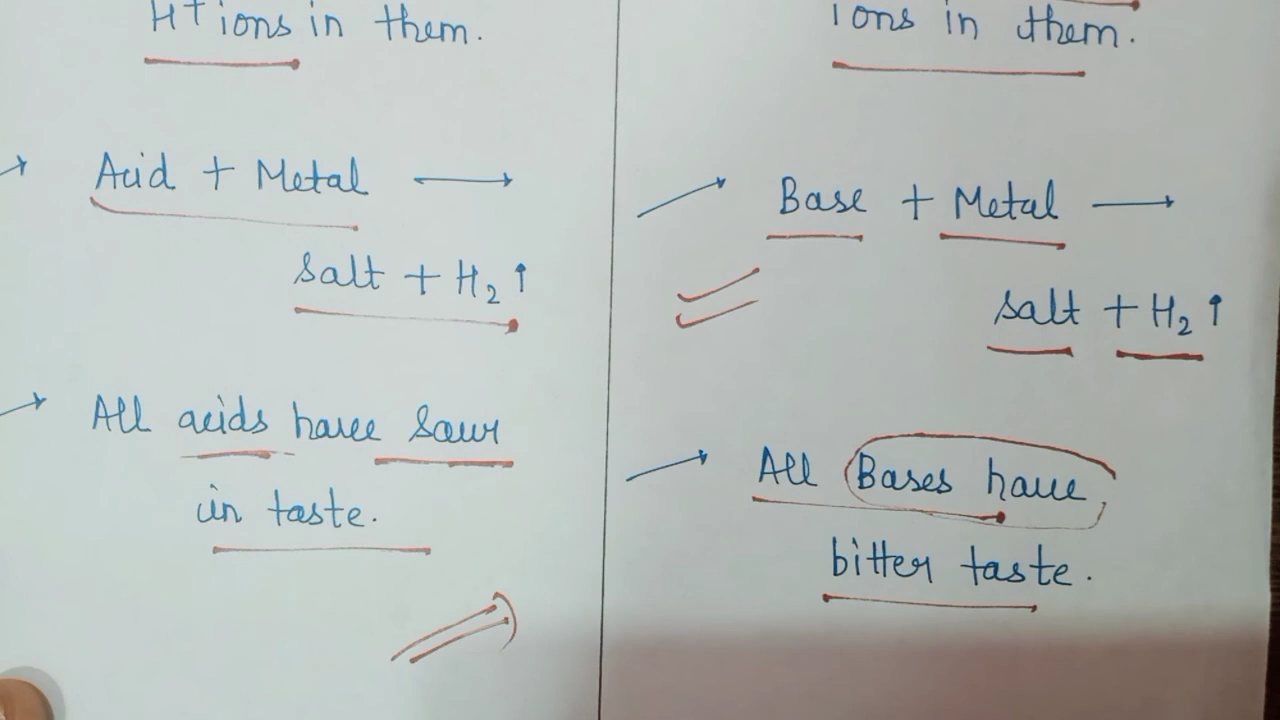 H+ ions in them.
Acid + Metal →
salt + H₂↑
All acids have sour
in taste.
ions in them.
Base + Metal →
salt + H₂↑
All Bases have
bitter taste.